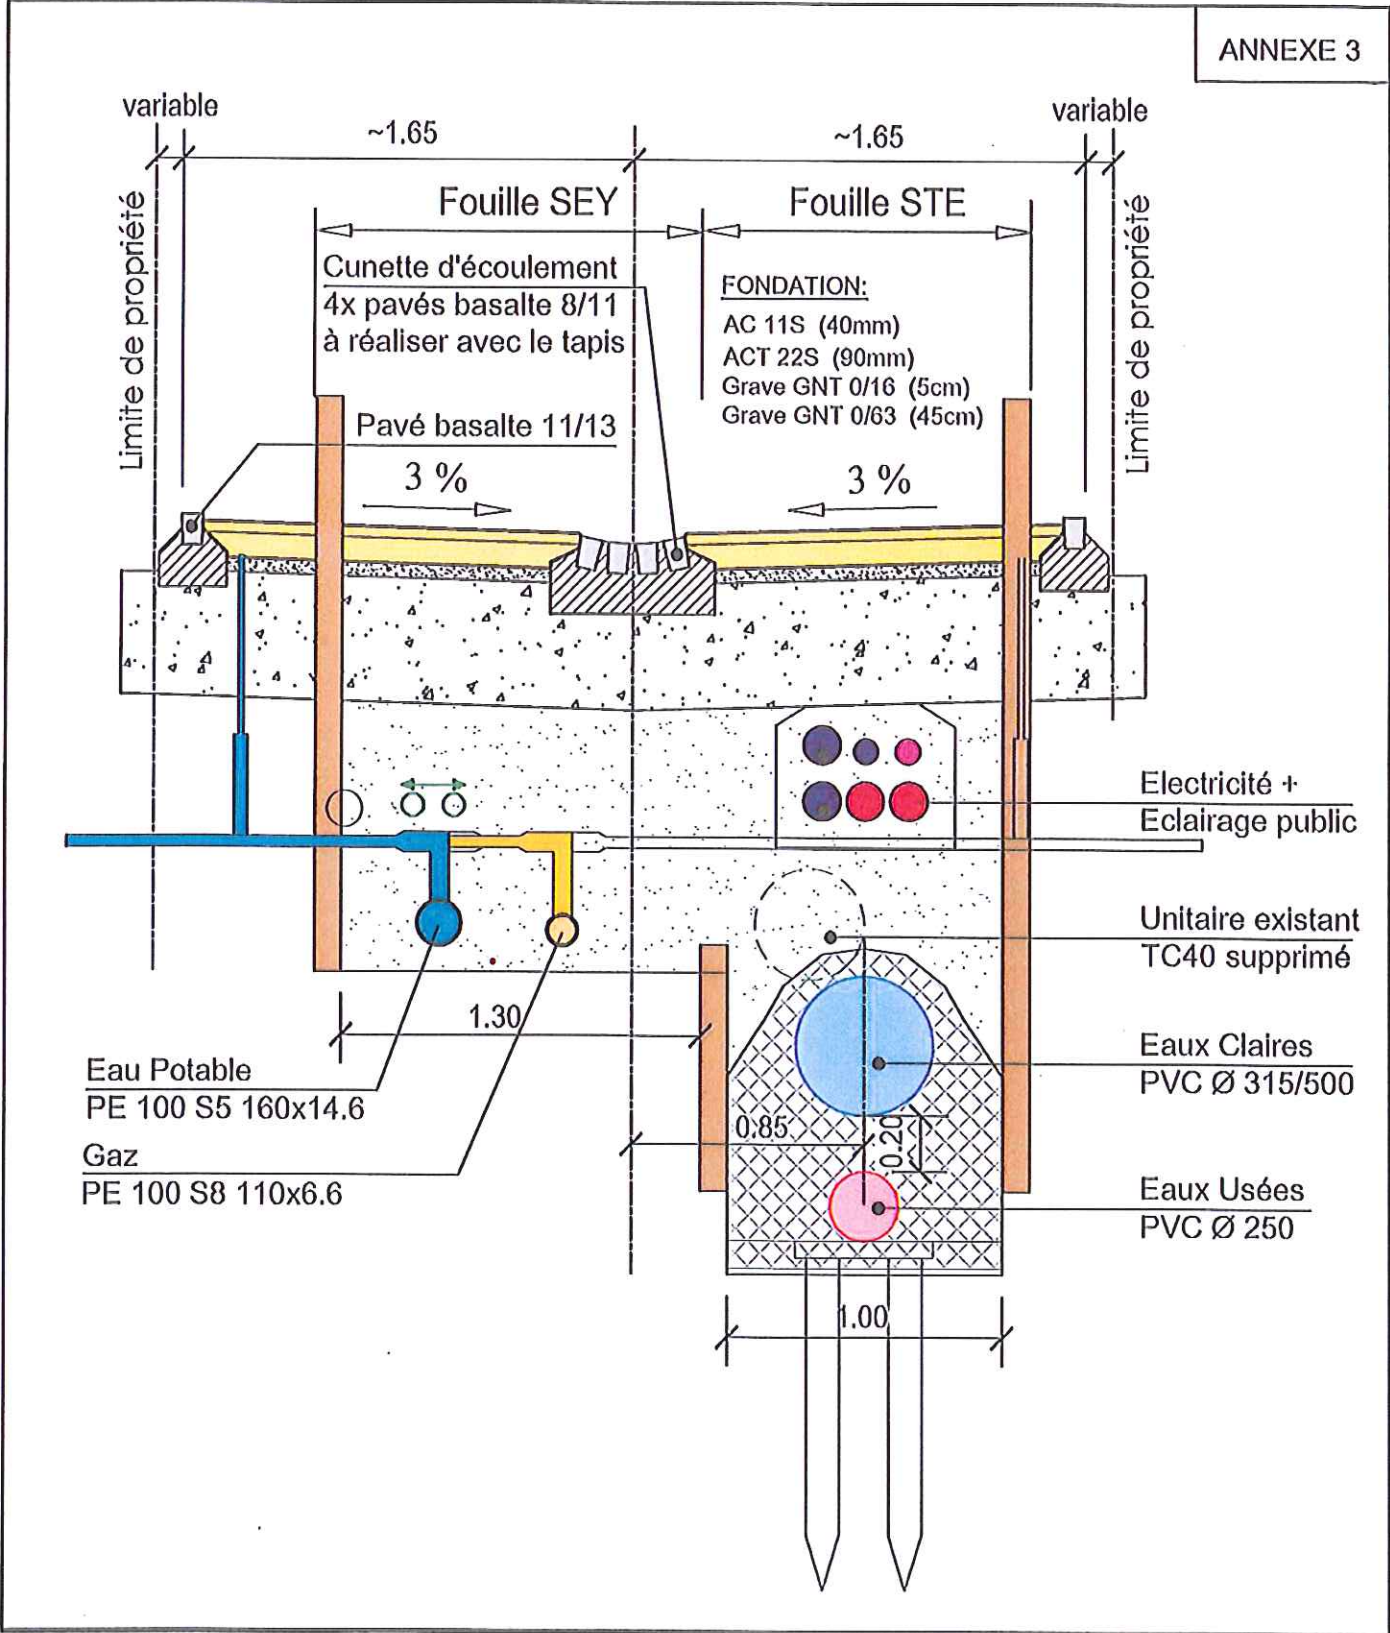 ANNEXE 3
variable
~1.65
~1.65
variable
Limite de propriété
Fouille SEY
Fouille STE
Limite de propriété
Cunette d'écoulement
4x pavés basalte 8/11
à réaliser avec le tapis
FONDATION:
AC 11S (40mm)
ACT 22S (90mm)
Grave GNT 0/16 (5cm)
Grave GNT 0/63 (45cm)
Pavé basalte 11/13
3 %
3 %
Electricité +
Eclairage public
Unitaire existant
TC40 supprimé
1.30
Eau Potable
PE 100 S5 160x14.6
Eaux Claires
PVC Ø 315/500
0.85
0.20
Gaz
PE 100 S8 110x6.6
Eaux Usées
PVC Ø 250
1.00